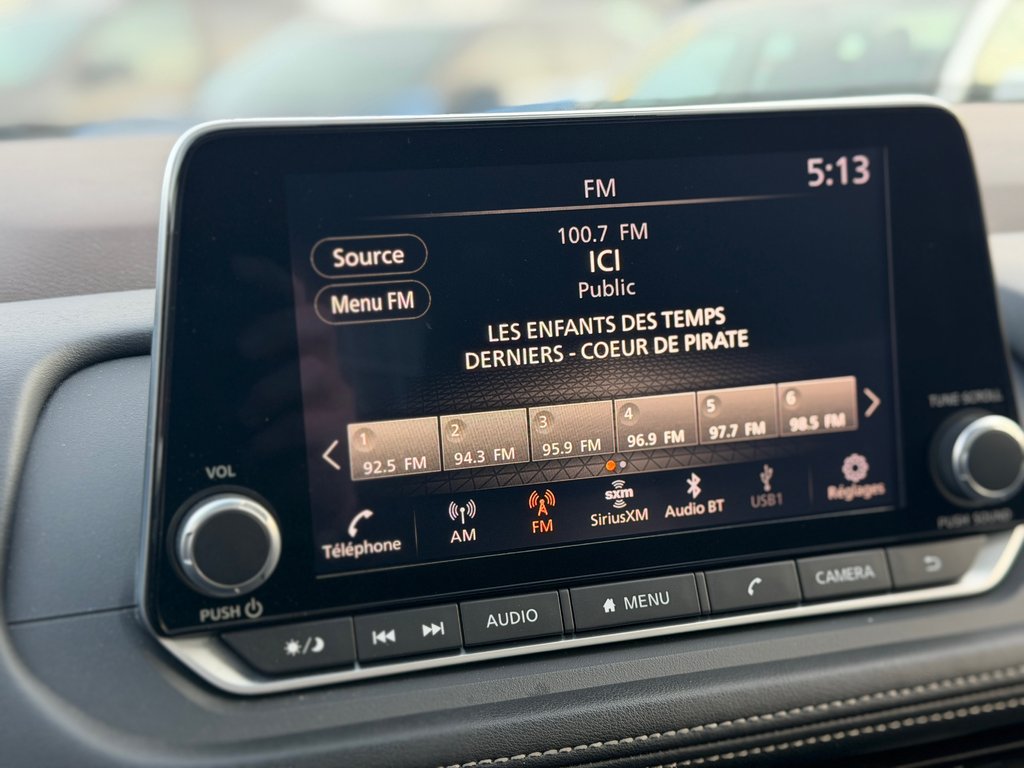 FM
5:13
100.7 FM
Source
ICI
Public
Menu FM
LES ENFANTS DES TEMPS
DERNIERS - COEUR DE PIRATE
1
92.5 FM
2
94.3 FM
3
95.9 FM
4
96.9 FM
5
97.7 FM
6
98.5 FM
TUNE·SCROLL
VOL
Téléphone
AM
FM
sxm
SiriusXM
Audio BT
USB1
Réglages
PUSH
PUSH SOUND
AUDIO
MENU
CAMERA